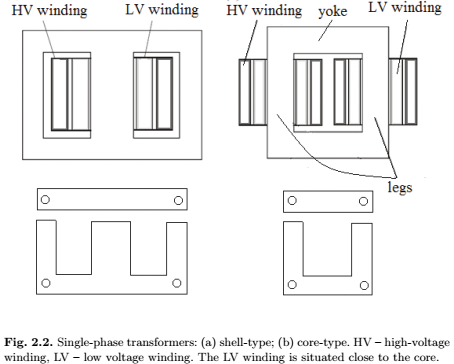 HV winding
LV winding
HV winding
yoke
LV winding
legs
Fig. 2.2. Single-phase transformers: (a) shell-type; (b) core-type. HV – high-voltage
winding, LV – low voltage winding. The LV winding is situated close to the core.